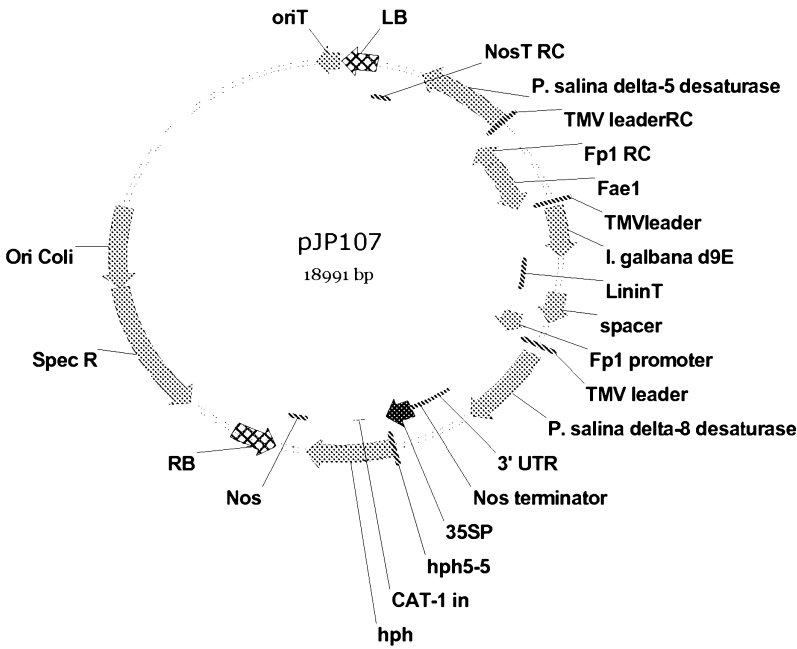 oriT
LB
NosT RC
P. salina delta-5 desaturase
TMV leaderRC
Fp1 RC
Fae1
TMVleader
I. galbana d9E
LininT
spacer
Fp1 promoter
TMV leader
P. salina delta-8 desaturase
3' UTR
Nos terminator
35SP
hph5-5
CAT-1 in
hph
Nos
RB
Spec R
Ori Coli
pJP107
18991 bp